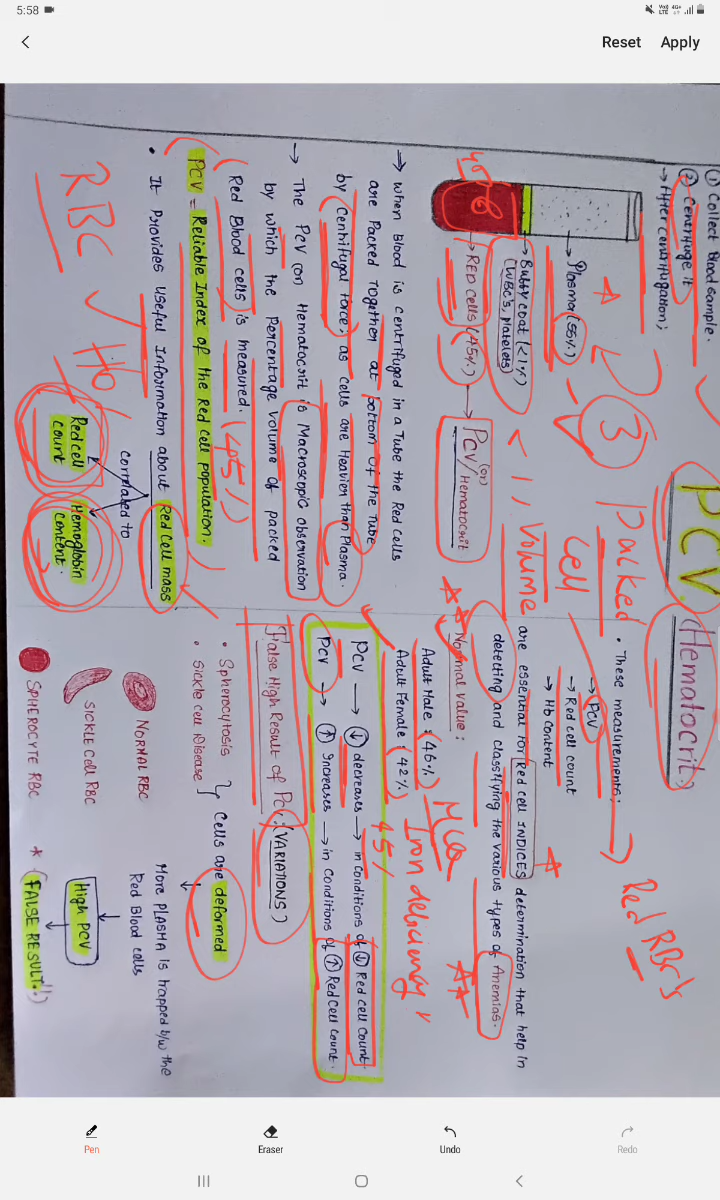 5:58
Reset Apply
PCV (Hematocrit)
① Collect Blood sample.
② Centrifuge it
→ After centrifugation;
→ Plasma (55%)
→ Buffy coat (<1%)
(WBC's, Platelets)
→ RED cells (45%) → PCV (or) / Hematocrit
3
< 1%
→ When Blood is centrifuged in a Tube the Red Cells
are Packed Together at bottom of the Tube
by Centrifugal force; as cells are Heavier than Plasma.
→ The PCV (or) Hematocrit is Macroscopic observation
by which the Percentage volume of packed
Red Blood cells is measured. (45%)
PCV = Reliable Index of the Red cell population.
• It Provides useful Information about Red cell mass
correlated to
Red cell count
Hemoglobin content.
RBC
Hb
Packed
Cell
Volume
Red RBC's
• These measurements;
→ PCV
→ Red cell count
→ Hb content
are essential for Red cell INDICES determination that help in
detecting and classifying the various types of Anemias.
Normal value:
Adult Male : (46%)
Adult Female : (42%)
MCQ
Iron deficiency
45%
PCV → ↓ decreases → in conditions of ↓ Red cell count.
PCV → ↑ increases → in conditions of ↑ Red cell count.
False High Result of PCV: (VARIATIONS)
• Spherocytosis
• Sickle cell Disease
} Cells are deformed
More PLASMA is trapped b/w the
Red Blood cells
High PCV
* (FALSE RESULT!!)
NORMAL RBC
SICKLE Cell RBC
SPHEROCYTE RBC
Pen Eraser Undo Redo